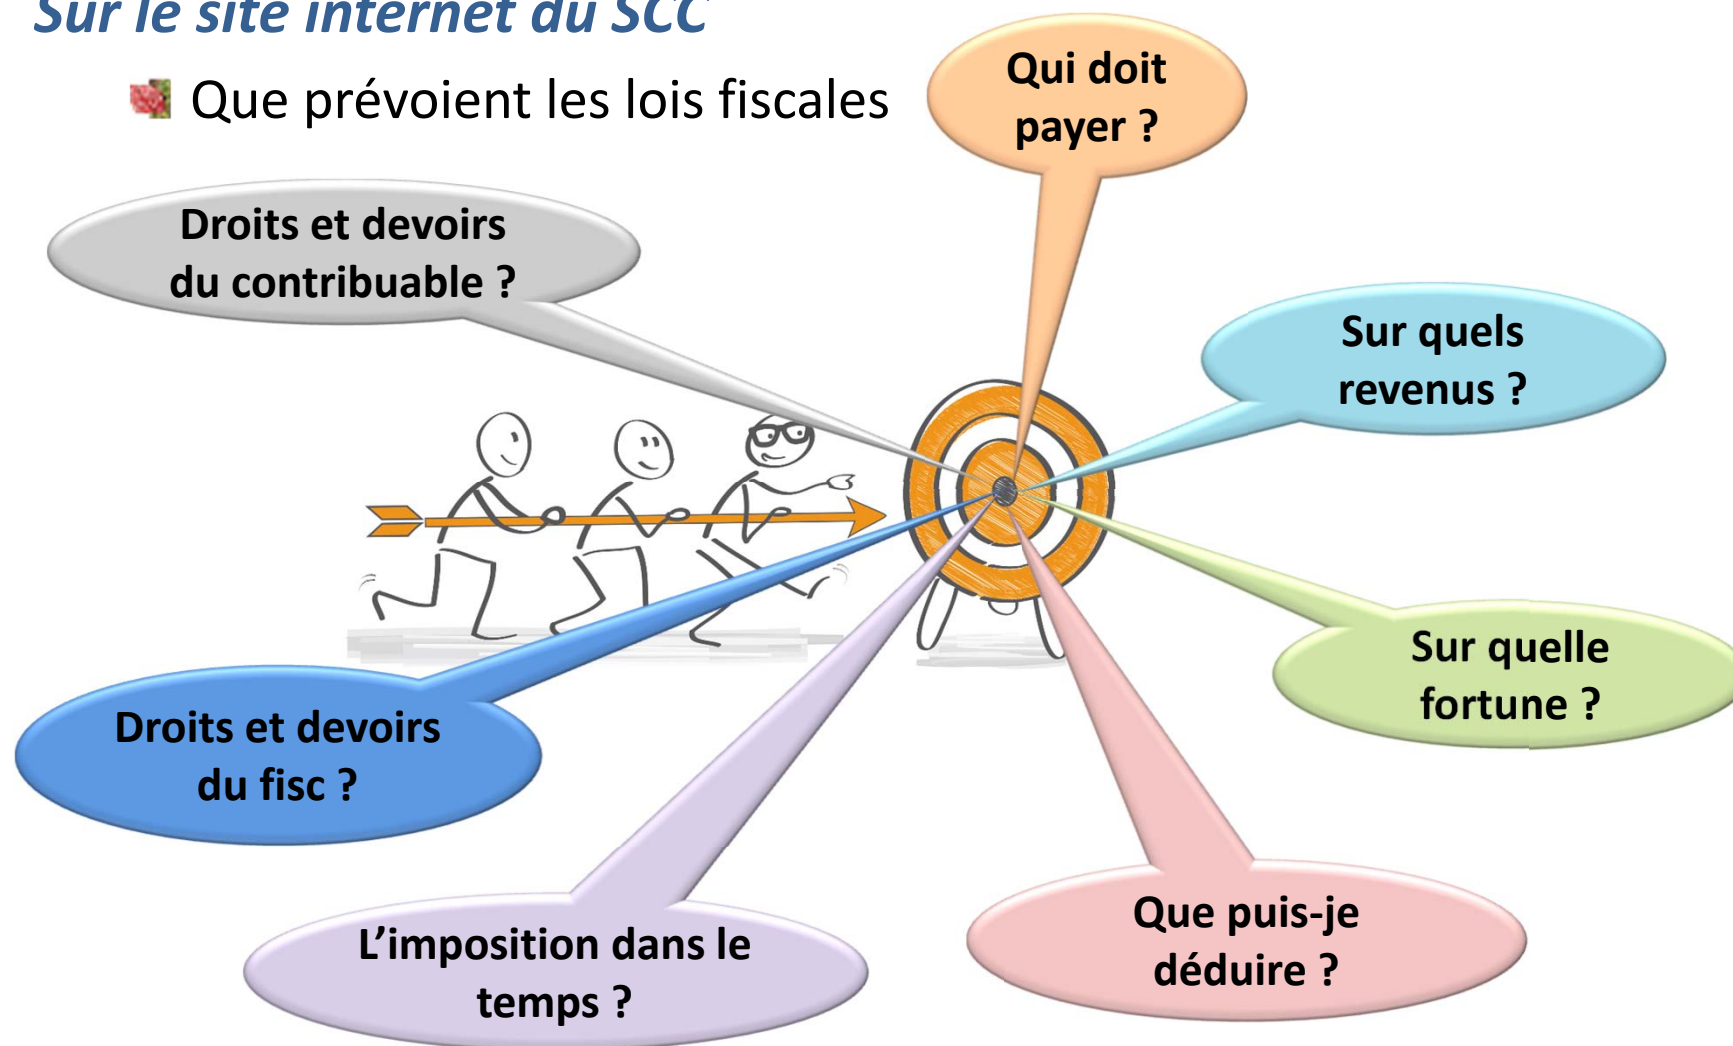 Sur le site internet du SCC
Que prévoient les lois fiscales
Qui doit
payer ?
Droits et devoirs
du contribuable ?
Sur quels
revenus ?
Sur quelle
fortune ?
Droits et devoirs
du fisc ?
Que puis-je
déduire ?
L’imposition dans le
temps ?